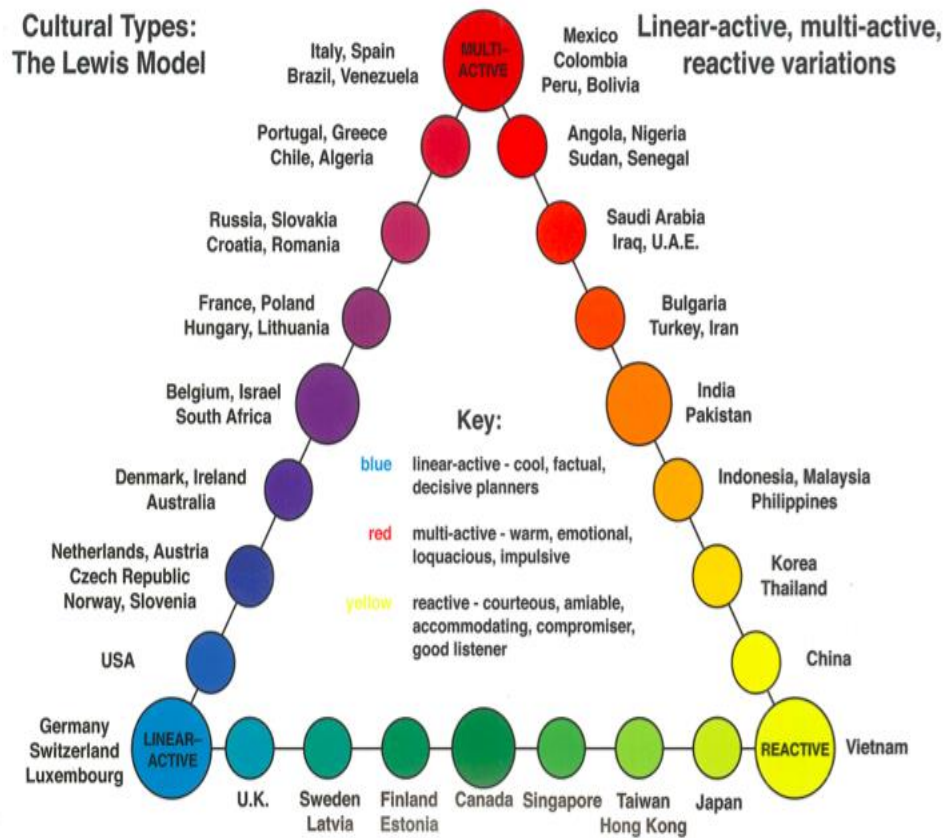 Cultural Types:
The Lewis Model
Linear-active, multi-active,
reactive variations
MULTI-
ACTIVE
Italy, Spain
Brazil, Venezuela
Mexico
Colombia
Peru, Bolivia
Portugal, Greece
Chile, Algeria
Angola, Nigeria
Sudan, Senegal
Russia, Slovakia
Croatia, Romania
Saudi Arabia
Iraq, U.A.E.
France, Poland
Hungary, Lithuania
Bulgaria
Turkey, Iran
Belgium, Israel
South Africa
India
Pakistan
Key:
blue linear-active - cool, factual,
decisive planners
red multi-active - warm, emotional,
loquacious, impulsive
yellow reactive - courteous, amiable,
accommodating, compromiser,
good listener
Denmark, Ireland
Australia
Indonesia, Malaysia
Philippines
Netherlands, Austria
Czech Republic
Norway, Slovenia
Korea
Thailand
USA
China
Germany
Switzerland
Luxembourg
LINEAR-
ACTIVE
REACTIVE
Vietnam
U.K.
Sweden
Latvia
Finland
Estonia
Canada
Singapore
Taiwan
Hong Kong
Japan